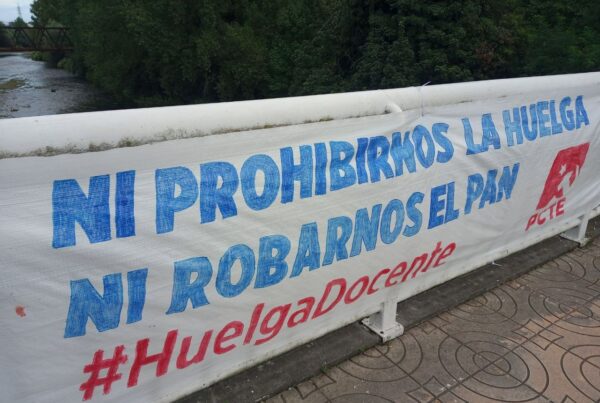 NI PROHIBIRNOS LA HUELGA
NI ROBARNOS EL PAN
PCTE
#HuelgaDocente